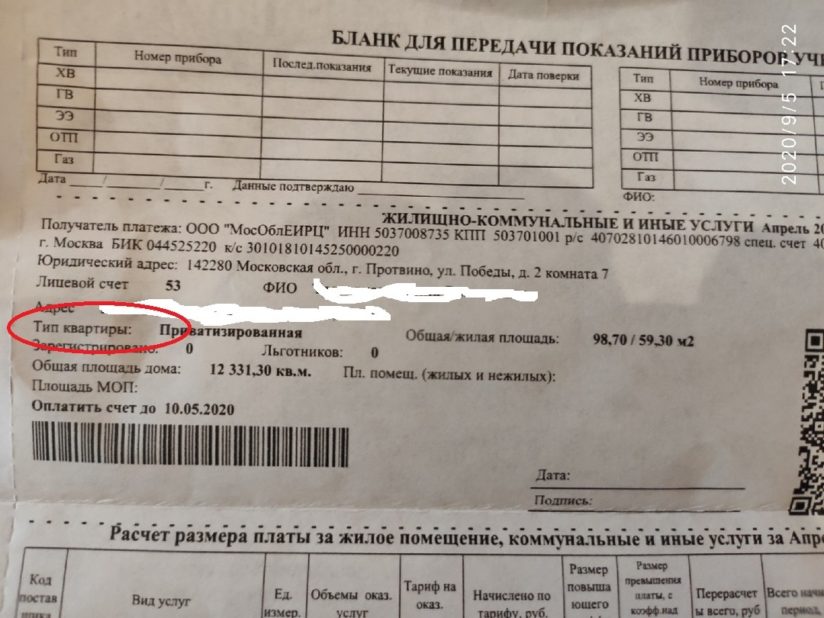 БЛАНК ДЛЯ ПЕРЕДАЧИ ПОКАЗАНИЙ ПРИБОРОВ
Тип Номер прибора Послед.показания Текущие показания Дата поверки
ХВ
ГВ
ЭЭ
ОТП
Газ
Тип Номер прибора
ХВ
ГВ
ЭЭ
ОТП
Газ
Дата ____/____/____ г. Данные подтверждаю
ФИО:
2020/9/5 17:22
ЖИЛИЩНО-КОММУНАЛЬНЫЕ И ИНЫЕ УСЛУГИ Апрель
Получатель платежа: ООО "МосОблЕИРЦ" ИНН 5037008735 КПП 503701001 р/с 40702810146010006798 спец. счет
г. Москва БИК 044525220 к/с 30101810145250000220
Юридический адрес: 142280 Московская обл., г. Протвино, ул. Победы, д. 2 комната 7
Лицевой счет 53 ФИО
Адрес
Тип квартиры: Приватизированная Общая/жилая площадь: 98,70 / 59,30 м2
Зарегистрировано: 0 Льготников: 0
Общая площадь дома: 12 331,30 кв.м. Пл. помещ. (жилых и нежилых):
Площадь МОП:
Оплатить счет до 10.05.2020
Дата:
Подпись:
Расчет размера платы за жилое помещение, коммунальные и иные услуги за
Код
постав
щика
Вид услуг
Ед.
измер.
Объемы оказ.
услуг
Тариф на
оказ.
Начислено по
тарифу, руб.
Размер
повыша
ющего
Размер
превышения
платы, с
коэфф.над
Перерасчет
ы всего, руб
Всего
период,